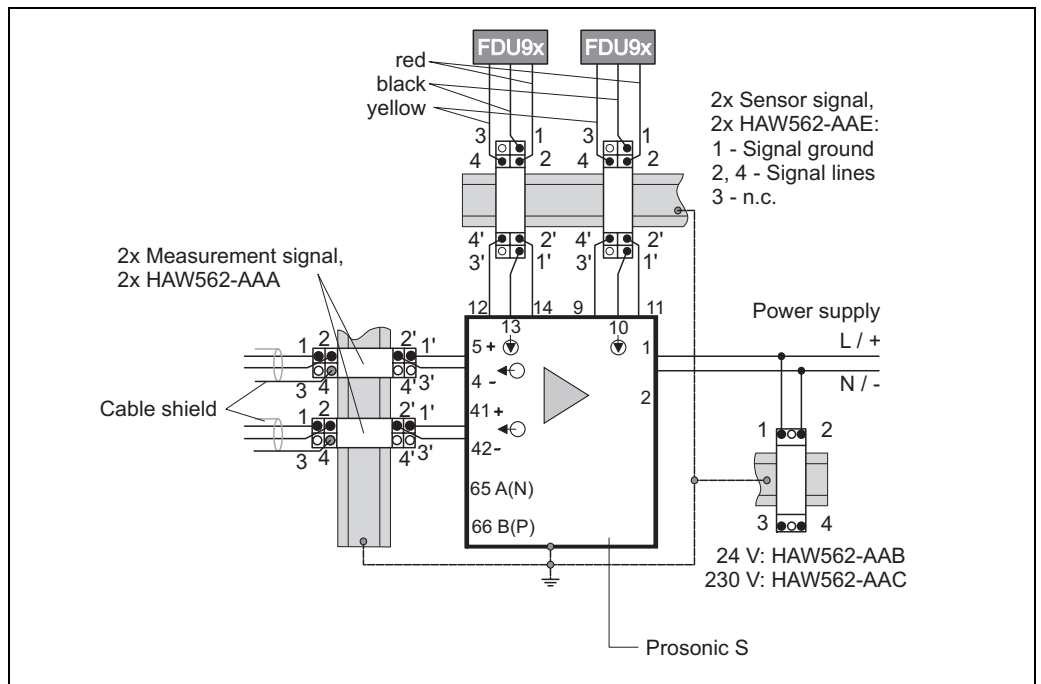 FDU9x FDU9x
red
black
yellow
2x Sensor signal,
2x HAW562-AAE:
1 - Signal ground
2, 4 - Signal lines
3 - n.c.
3 1 3 1
4 2 4 2
4' 2' 4' 2'
3' 1' 3' 1'
2x Measurement signal,
2x HAW562-AAA
12 14 9 11
13 10
Power supply
L / +
N / -
1 2 2' 1'
3 4 4' 3'
5 +
4 -
1
2
Cable shield
1 2 2' 1'
3 4 4' 3'
41 +
42 -
65 A(N)
66 B(P)
1 2
3 4
24 V: HAW562-AAB
230 V: HAW562-AAC
Prosonic S